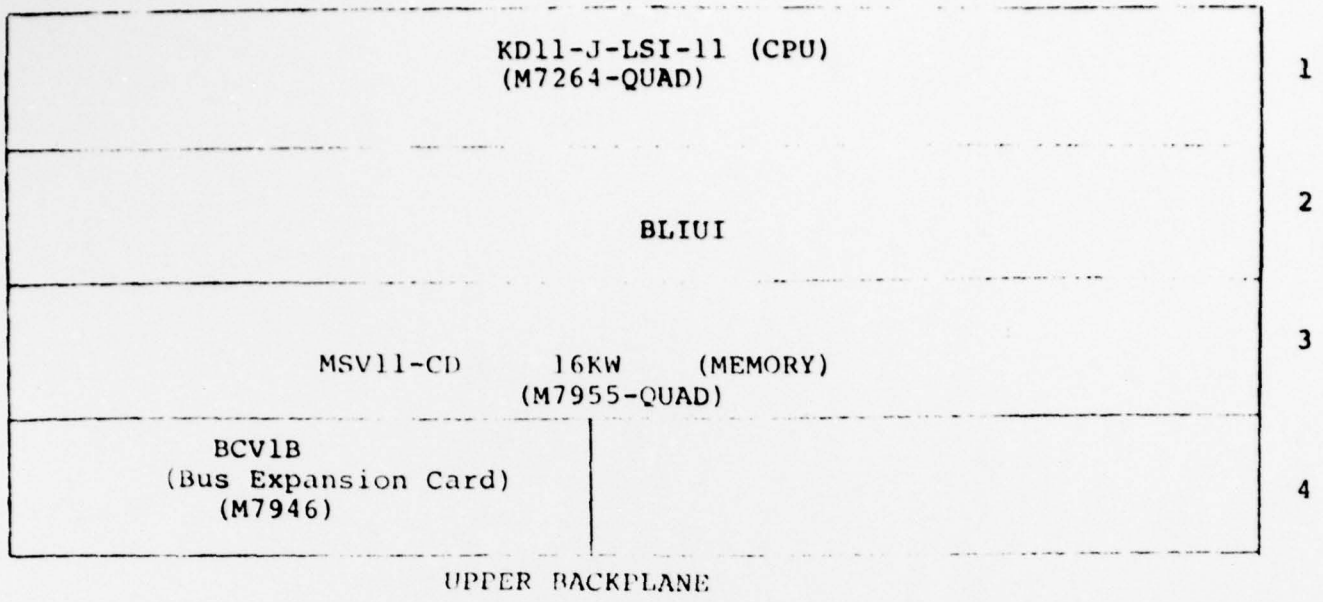 KD11-J-LSI-11 (CPU)
(M7264-QUAD)
1
BLIUI
2
MSV11-CD 16KW (MEMORY)
(M7955-QUAD)
3
BCV1B
(Bus Expansion Card)
(M7946)
4
UPPER BACKPLANE